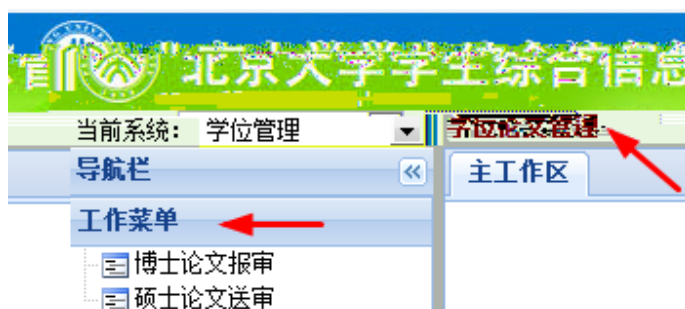 北京大学学生综合信息
当前系统： 学位管理 学位论文管理
导航栏 主工作区
工作菜单
博士论文报审
硕士论文送审